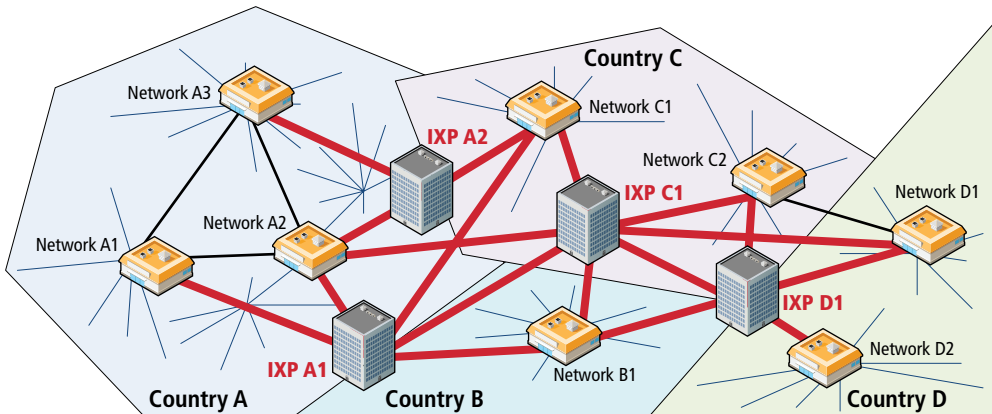 Country C
Network A3
Network C1
IXP A2
Network C2
IXP C1
Network D1
Network A2
Network A1
IXP D1
Network D2
IXP A1
Network B1
Country A
Country B
Country D